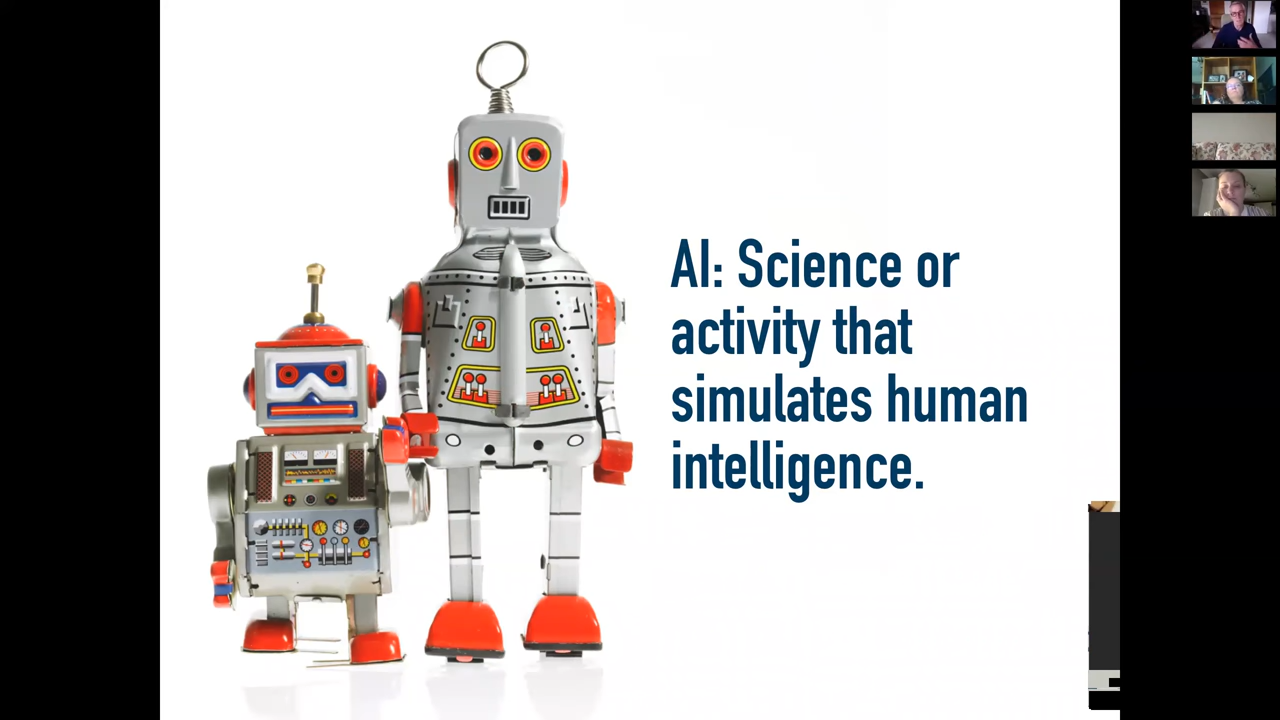 AI: Science or
activity that
simulates human
intelligence.